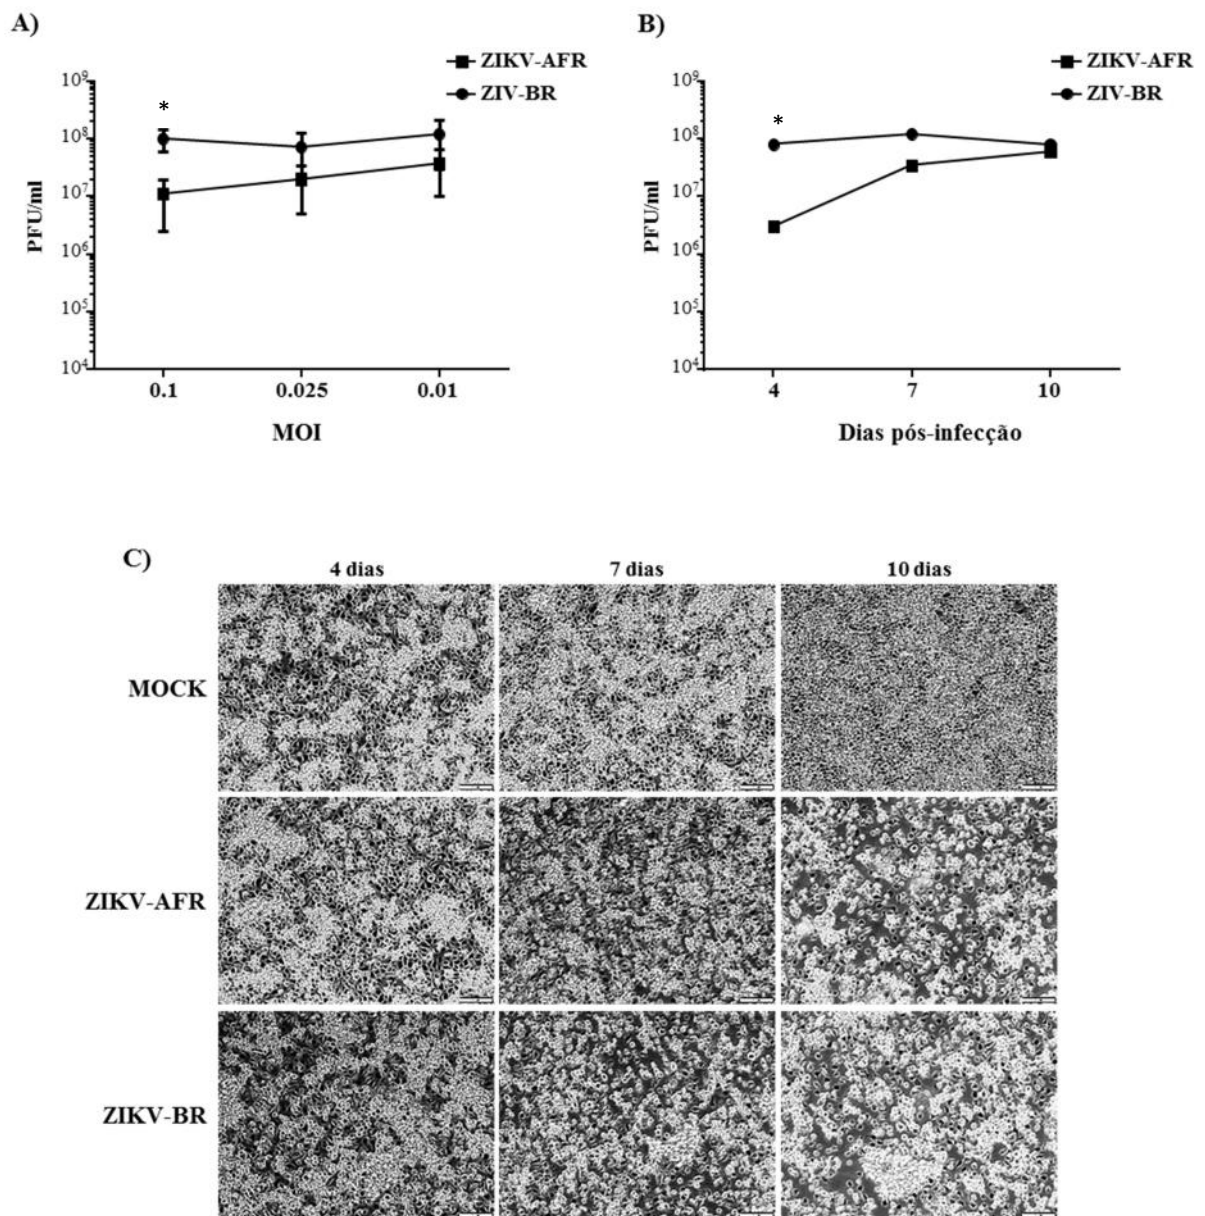 A)
ZIKV-AFR
ZIV-BR
10⁹
*
10⁸
10⁷
10⁶
10⁵
10⁴
PFU/ml
0.1 0.025 0.01
MOI
B)
ZIKV-AFR
ZIV-BR
10⁹
*
10⁸
10⁷
10⁶
10⁵
10⁴
PFU/ml
4 7 10
Dias pós-infecção
C)
4 dias 7 dias 10 dias
MOCK
ZIKV-AFR
ZIKV-BR